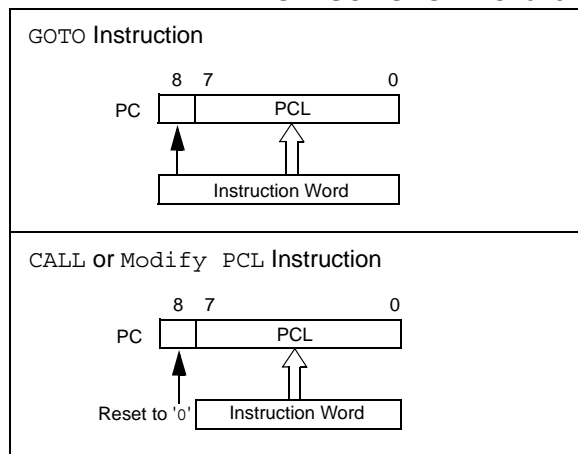 GOTO Instruction
8 7 0
PC PCL
Instruction Word
CALL or Modify PCL Instruction
8 7 0
PC PCL
Reset to '0' Instruction Word